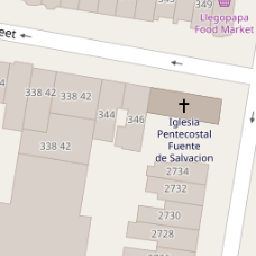 349
Llegopapa
Food Market
eet
338 42
338 42
344
346
Iglesia
Pentecostal
Fuente
de Salvacion
338 42
2734
2732
2730
2728